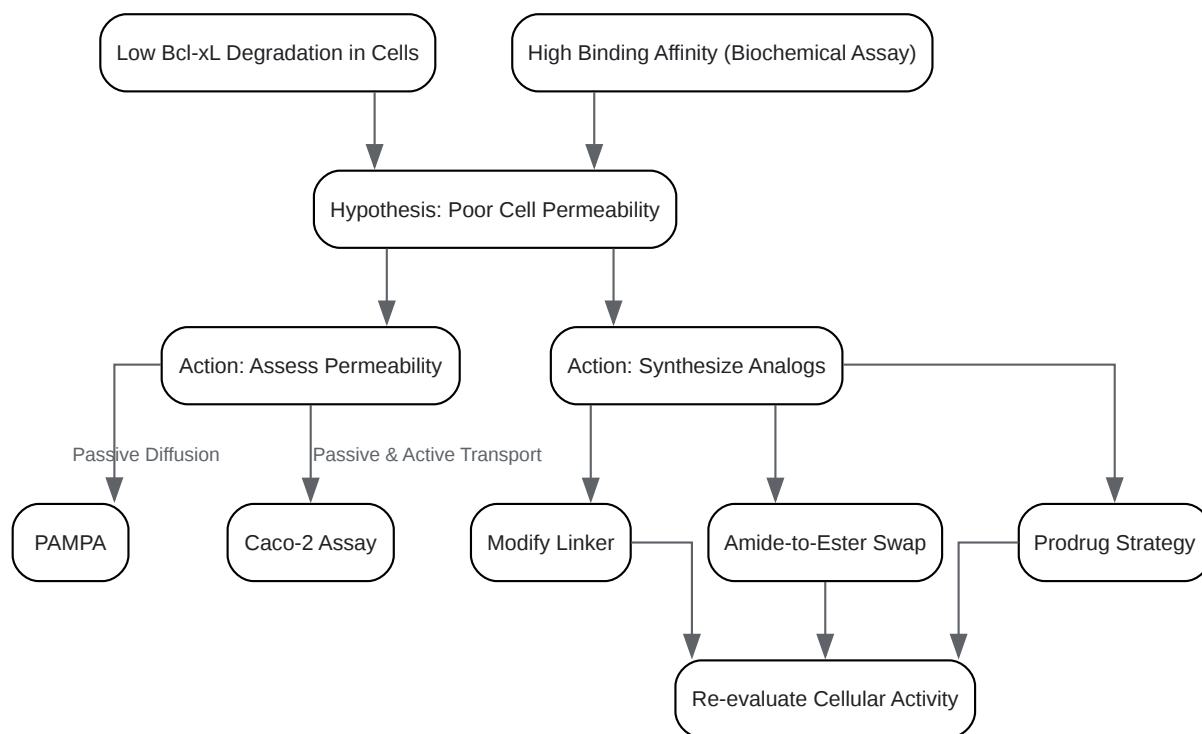 Low Bcl-xL Degradation in Cells
High Binding Affinity (Biochemical Assay)
Hypothesis: Poor Cell Permeability
Action: Assess Permeability
Action: Synthesize Analogs
Passive Diffusion
Passive & Active Transport
PAMPA
Caco-2 Assay
Modify Linker
Amide-to-Ester Swap
Prodrug Strategy
Re-evaluate Cellular Activity